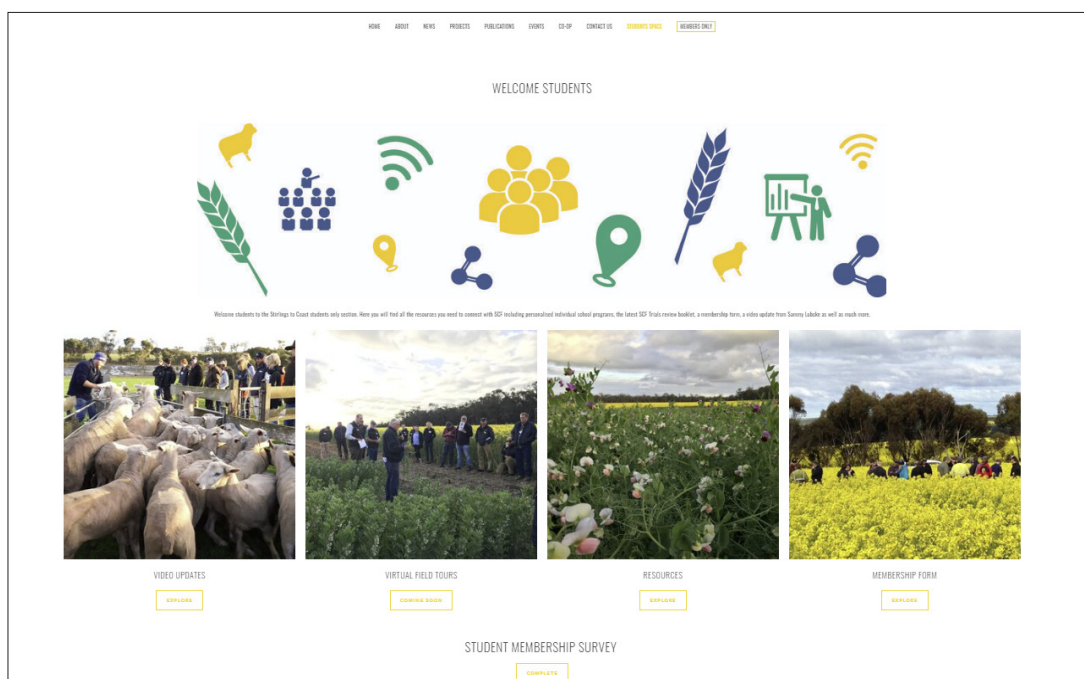 HOME ABOUT NEWS PROJECTS PUBLICATIONS EVENTS CO-OP CONTACT US STUDENTS SPACE MEMBERS ONLY
WELCOME STUDENTS
Welcome students to the Stirlings to Coast students only section. Here you will find all the resources you need to connect with SCF including personalised individual school programs, the latest SCF Trials review booklet, a membership form, a video update from Sammy Lubcke as well as much more.
VIDEO UPDATES VIRTUAL FIELD TOURS RESOURCES MEMBERSHIP FORM
EXPLORE COMING SOON EXPLORE EXPLORE
STUDENT MEMBERSHIP SURVEY
COMPLETE